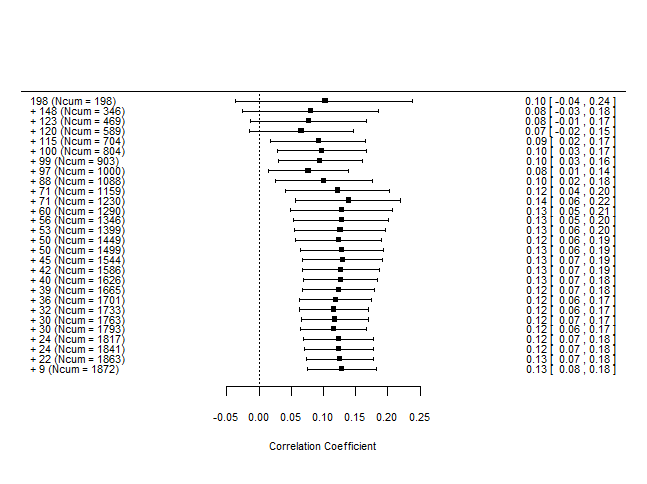 198 (Ncum = 198) 0.10 [ -0.04 , 0.24 ]
+ 148 (Ncum = 346) 0.08 [ -0.03 , 0.18 ]
+ 123 (Ncum = 469) 0.08 [ -0.01 , 0.17 ]
+ 120 (Ncum = 589) 0.07 [ -0.02 , 0.15 ]
+ 115 (Ncum = 704) 0.09 [ 0.02 , 0.17 ]
+ 100 (Ncum = 804) 0.10 [ 0.03 , 0.17 ]
+ 99 (Ncum = 903) 0.10 [ 0.03 , 0.16 ]
+ 97 (Ncum = 1000) 0.08 [ 0.01 , 0.14 ]
+ 88 (Ncum = 1088) 0.10 [ 0.02 , 0.18 ]
+ 71 (Ncum = 1159) 0.12 [ 0.04 , 0.20 ]
+ 71 (Ncum = 1230) 0.14 [ 0.06 , 0.22 ]
+ 60 (Ncum = 1290) 0.13 [ 0.05 , 0.21 ]
+ 56 (Ncum = 1346) 0.13 [ 0.05 , 0.20 ]
+ 53 (Ncum = 1399) 0.13 [ 0.06 , 0.20 ]
+ 50 (Ncum = 1449) 0.12 [ 0.06 , 0.19 ]
+ 50 (Ncum = 1499) 0.13 [ 0.06 , 0.19 ]
+ 45 (Ncum = 1544) 0.13 [ 0.07 , 0.19 ]
+ 42 (Ncum = 1586) 0.13 [ 0.07 , 0.19 ]
+ 40 (Ncum = 1626) 0.13 [ 0.07 , 0.18 ]
+ 39 (Ncum = 1665) 0.12 [ 0.07 , 0.18 ]
+ 36 (Ncum = 1701) 0.12 [ 0.06 , 0.17 ]
+ 32 (Ncum = 1733) 0.12 [ 0.06 , 0.17 ]
+ 30 (Ncum = 1763) 0.12 [ 0.07 , 0.17 ]
+ 30 (Ncum = 1793) 0.12 [ 0.06 , 0.17 ]
+ 24 (Ncum = 1817) 0.12 [ 0.07 , 0.18 ]
+ 24 (Ncum = 1841) 0.12 [ 0.07 , 0.18 ]
+ 22 (Ncum = 1863) 0.13 [ 0.07 , 0.18 ]
+ 9 (Ncum = 1872) 0.13 [ 0.08 , 0.18 ]
-0.05 0.00 0.05 0.10 0.15 0.20 0.25
Correlation Coefficient